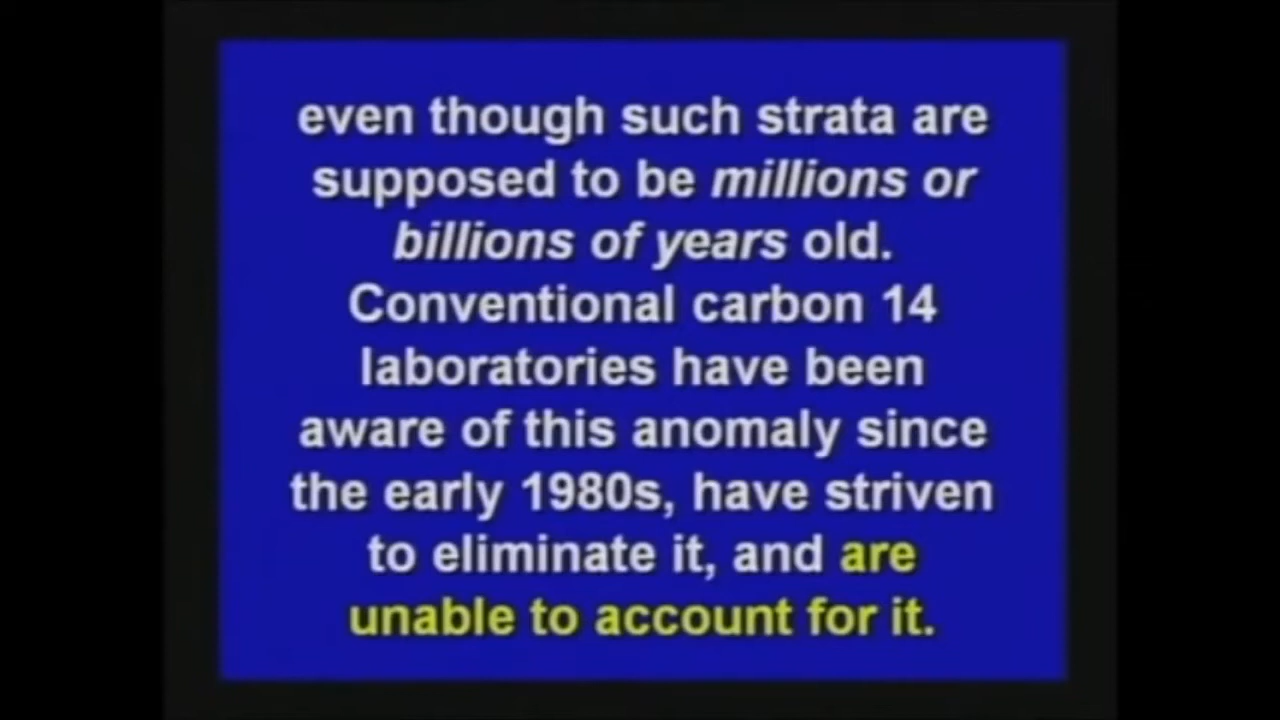 even though such strata are
supposed to be millions or
billions of years old.
Conventional carbon 14
laboratories have been
aware of this anomaly since
the early 1980s, have striven
to eliminate it, and are
unable to account for it.